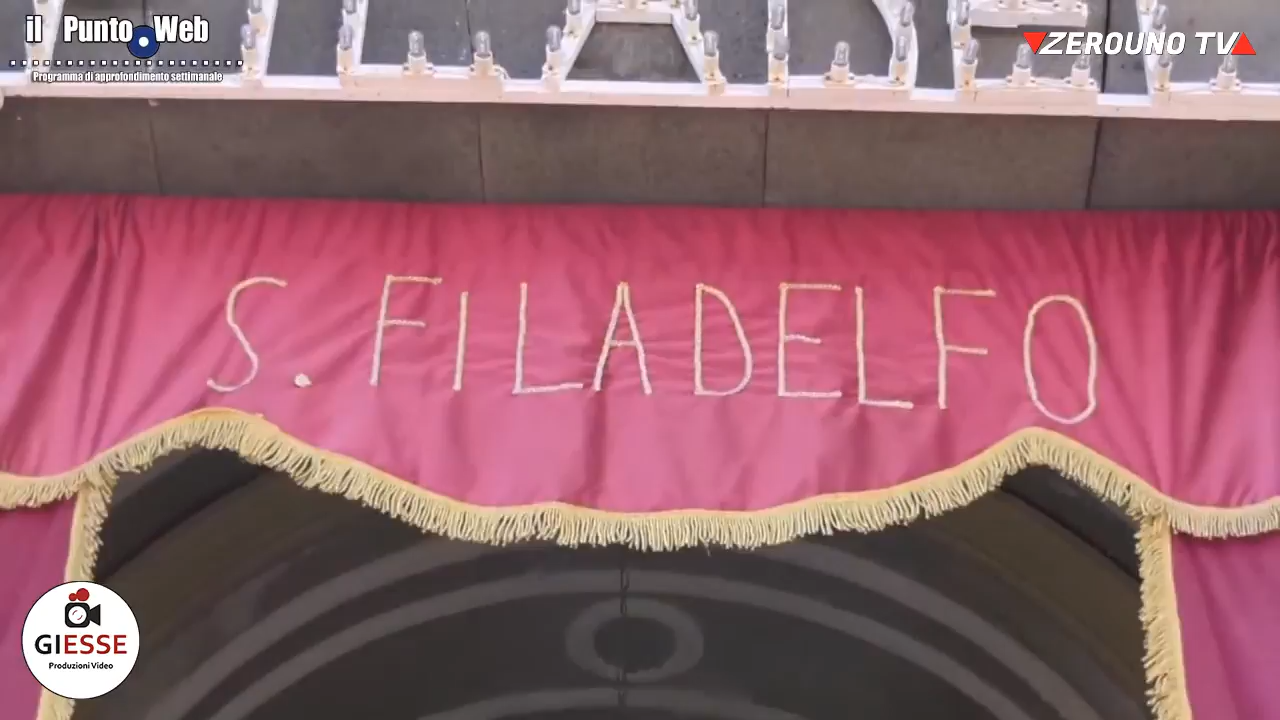 il Punto Web
Programma di approfondimento settimanale
ZEROUNO TV
S. FILADELFO
GIESSE
Produzioni Video